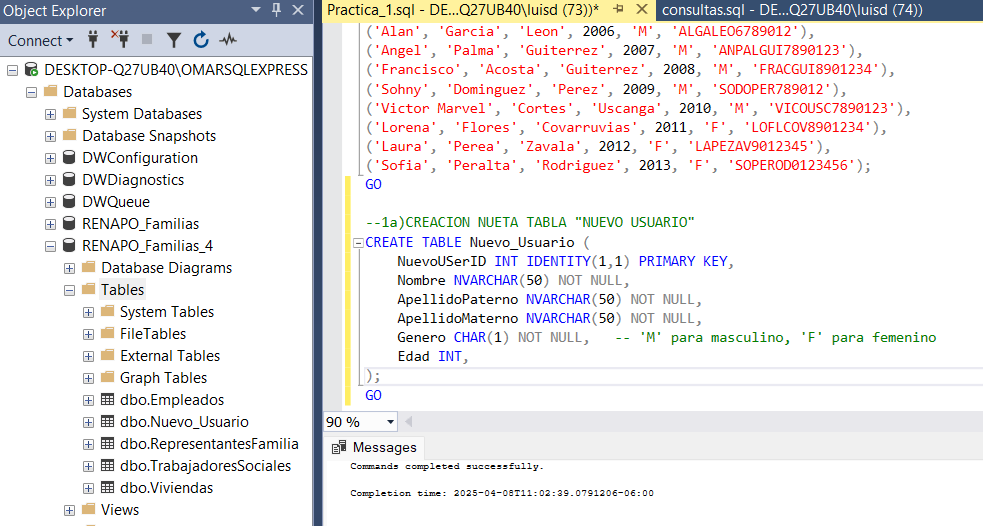 Object Explorer
Connect
DESKTOP-Q27UB40\OMARSQLEXPRESS
Databases
System Databases
Database Snapshots
DWConfiguration
DWDiagnostics
DWQueue
RENAPO_Familias
RENAPO_Familias_4
Database Diagrams
Tables
System Tables
FileTables
External Tables
Graph Tables
dbo.Empleados
dbo.Nuevo_Usuario
dbo.RepresentantesFamilia
dbo.TrabajadoresSociales
dbo.Viviendas
Views
Practica_1.sql - DE...Q27UB40\luisd (73))*
consultas.sql - DE...Q27UB40\luisd (74))
('Alan', 'Garcia', 'Leon', 2006, 'M', 'ALGALEO6789012'),
('Angel', 'Palma', 'Guiterrez', 2007, 'M', 'ANPALGUI7890123'),
('Francisco', 'Acosta', 'Guiterrez', 2008, 'M', 'FRACGUI8901234'),
('Sohny', 'Dominguez', 'Perez', 2009, 'M', 'SODOPER789012'),
('Victor Marvel', 'Cortes', 'Uscanga', 2010, 'M', 'VICOUSC7890123'),
('Lorena', 'Flores', 'Covarruvias', 2011, 'F', 'LOFLCOV8901234'),
('Laura', 'Perea', 'Zavala', 2012, 'F', 'LAPEZAV9012345'),
('Sofia', 'Peralta', 'Rodriguez', 2013, 'F', 'SOPEROD0123456');
GO
--1a)CREACION NUETA TABLA "NUEVO USUARIO"
CREATE TABLE Nuevo_Usuario (
NuevoUSerID INT IDENTITY(1,1) PRIMARY KEY,
Nombre NVARCHAR(50) NOT NULL,
ApellidoPaterno NVARCHAR(50) NOT NULL,
ApellidoMaterno NVARCHAR(50) NOT NULL,
Genero CHAR(1) NOT NULL, -- 'M' para masculino, 'F' para femenino
Edad INT,
);
GO
90 %
Messages
Commands completed successfully.
Completion time: 2025-04-08T11:02:39.0791206-06:00